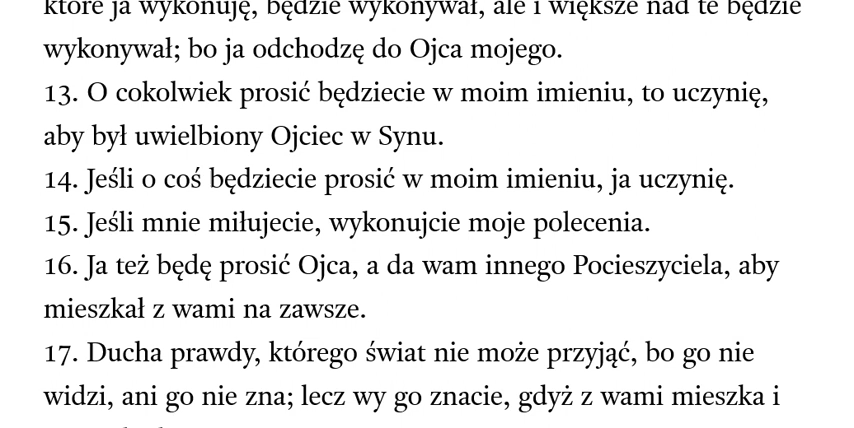 które ja wykonuję, będzie wykonywał, ale i większe nad te będzie
wykonywał; bo ja odchodzę do Ojca mojego.
13. O cokolwiek prosić będziecie w moim imieniu, to uczynię,
aby był uwielbiony Ojciec w Synu.
14. Jeśli o coś będziecie prosić w moim imieniu, ja uczynię.
15. Jeśli mnie miłujecie, wykonujcie moje polecenia.
16. Ja też będę prosić Ojca, a da wam innego Pocieszyciela, aby
mieszkał z wami na zawsze.
17. Ducha prawdy, którego świat nie może przyjąć, bo go nie
widzi, ani go nie zna; lecz wy go znacie, gdyż z wami mieszka i